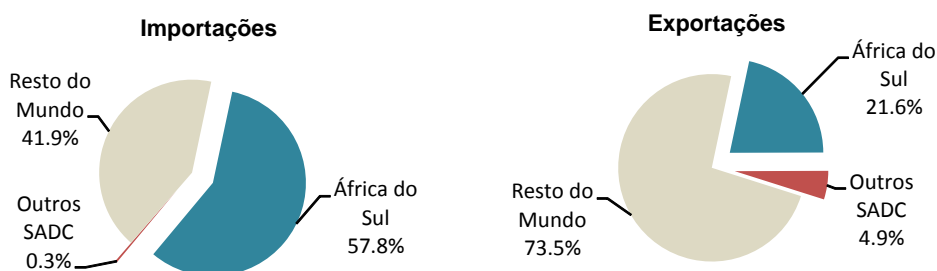 Importações
Resto do
Mundo
41.9%
Outros
SADC
0.3%
África do
Sul
57.8%
Exportações
África do
Sul
21.6%
Resto do
Mundo
73.5%
Outros
SADC
4.9%